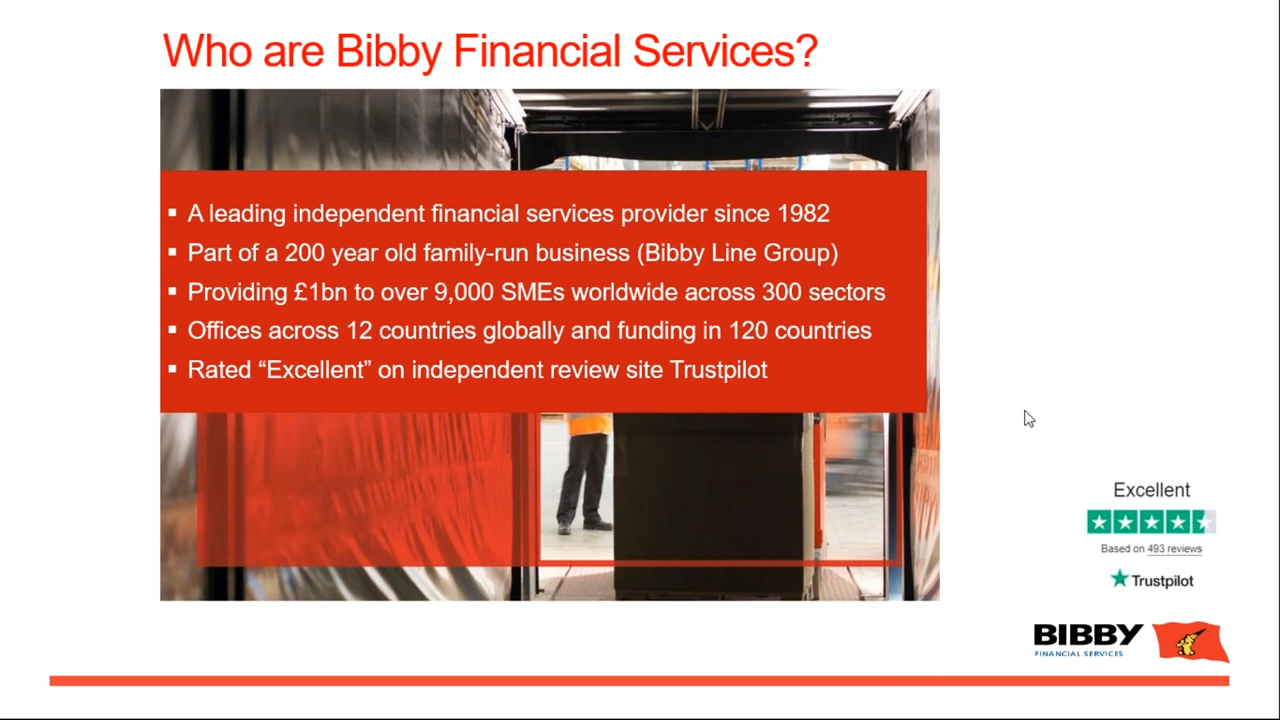 Who are Bibby Financial Services?
▪ A leading independent financial services provider since 1982
▪ Part of a 200 year old family-run business (Bibby Line Group)
▪ Providing £1bn to over 9,000 SMEs worldwide across 300 sectors
▪ Offices across 12 countries globally and funding in 120 countries
▪ Rated “Excellent” on independent review site Trustpilot
Excellent
Based on 493 reviews
Trustpilot
BIBBY
FINANCIAL SERVICES